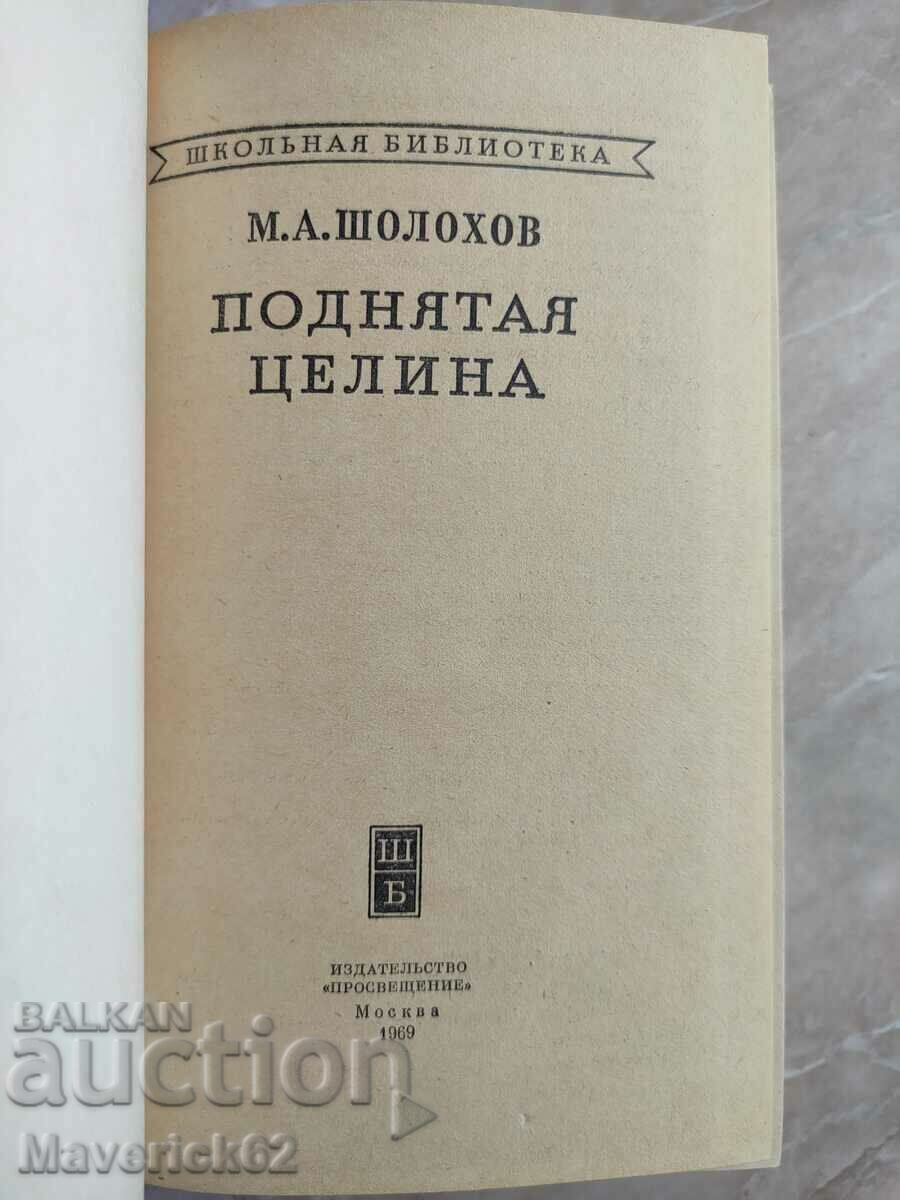 ШКОЛЬНАЯ БИБЛИОТЕКА
М.А.ШОЛОХОВ
ПОДНЯТАЯ
ЦЕЛИНА
Ш
Б
ИЗДАТЕЛЬСТВО
«ПРОСВЕЩЕНИЕ»
Москва
1969
BALKAN
auction
Maverick62